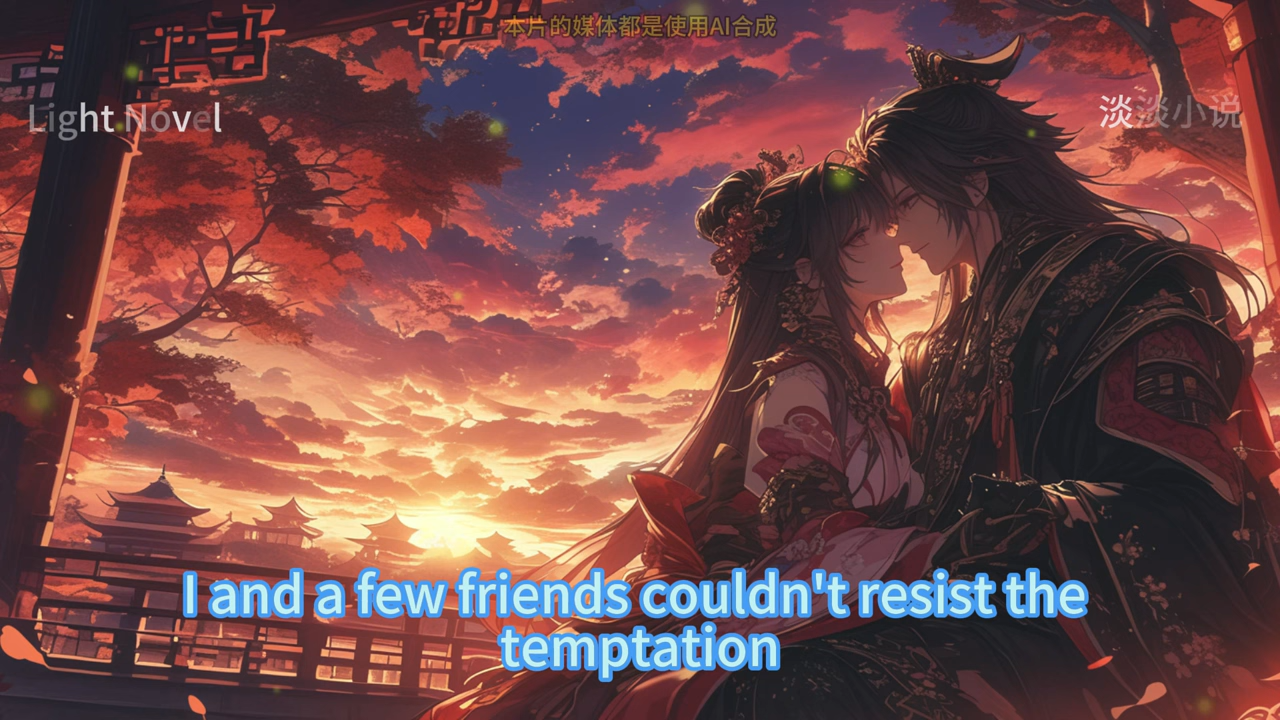 本片的媒体都是使用AI合成
Light Novel
淡淡小说
I and a few friends couldn't resist the
temptation